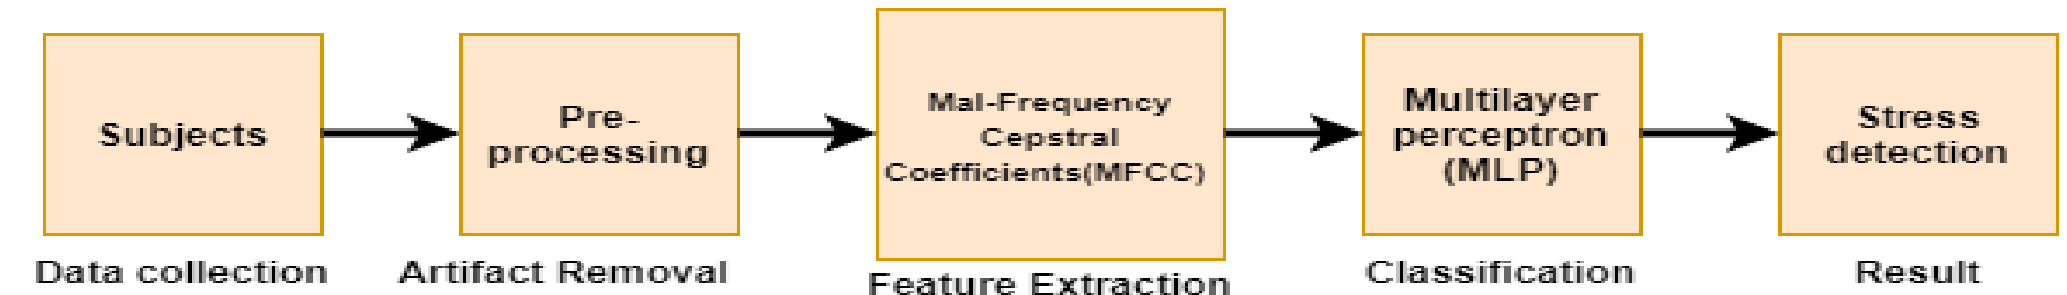 Subjects
Pre-
processing
Mal-Frequency
Cepstral
Coefficients(MFCC)
Multilayer
perceptron
(MLP)
Stress
detection
Data collection
Artifact Removal
Feature Extraction
Classification
Result